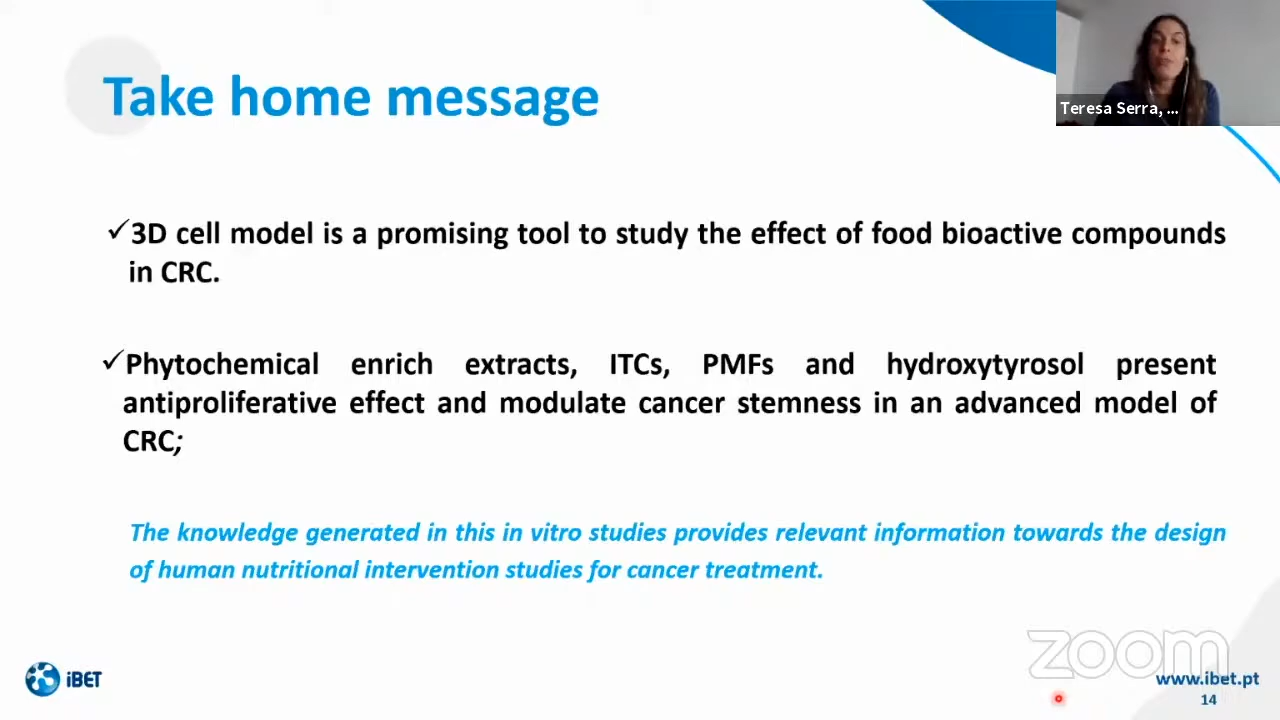 Take home message
Teresa Serra, ...
✓3D cell model is a promising tool to study the effect of food bioactive compounds
in CRC.
✓Phytochemical enrich extracts, ITCs, PMFs and hydroxytyrosol present
antiproliferative effect and modulate cancer stemness in an advanced model of
CRC;
The knowledge generated in this in vitro studies provides relevant information towards the design
of human nutritional intervention studies for cancer treatment.
zoom
iBET
www.ibet.pt
14